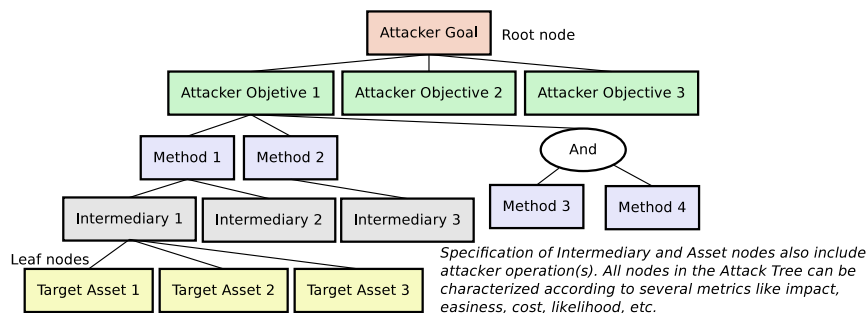 Attacker Goal
Root node
Attacker Objetive 1
Attacker Objective 2
Attacker Objective 3
Method 1
Method 2
And
Method 3
Method 4
Intermediary 1
Intermediary 2
Intermediary 3
Leaf nodes
Target Asset 1
Target Asset 2
Target Asset 3
Specification of Intermediary and Asset nodes also include
attacker operation(s). All nodes in the Attack Tree can be
characterized according to several metrics like impact,
easiness, cost, likelihood, etc.